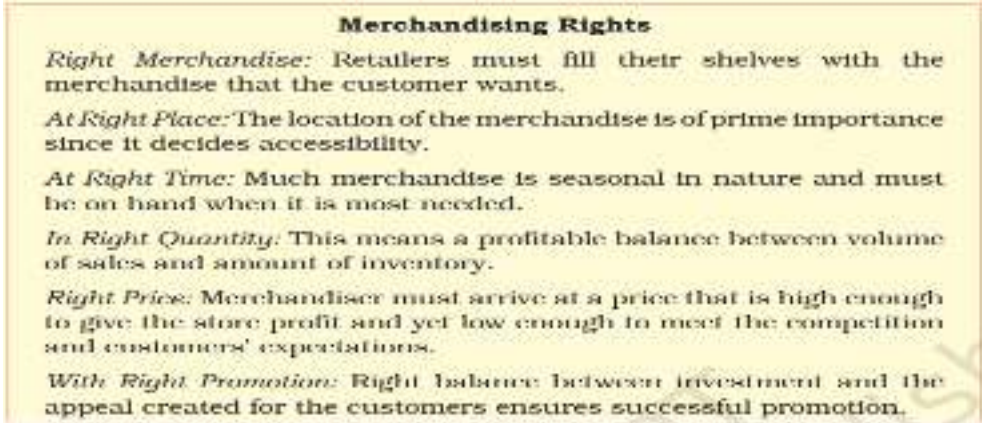 Merchandising Rights
Right Merchandise: Retailers must fill their shelves with the
merchandise that the customer wants.
At Right Place: The location of the merchandise is of prime importance
since it decides accessibility.
At Right Time: Much merchandise is seasonal in nature and must
be on hand when it is most needed.
In Right Quantity: This means a profitable balance between volume
of sales and amount of inventory.
Right Price: Merchandiser must arrive at a price that is high enough
to give the store profit and yet low enough to meet the competition
and customers' expectations.
With Right Promotion: Right balance between investment and the
appeal created for the customers ensures successful promotion.